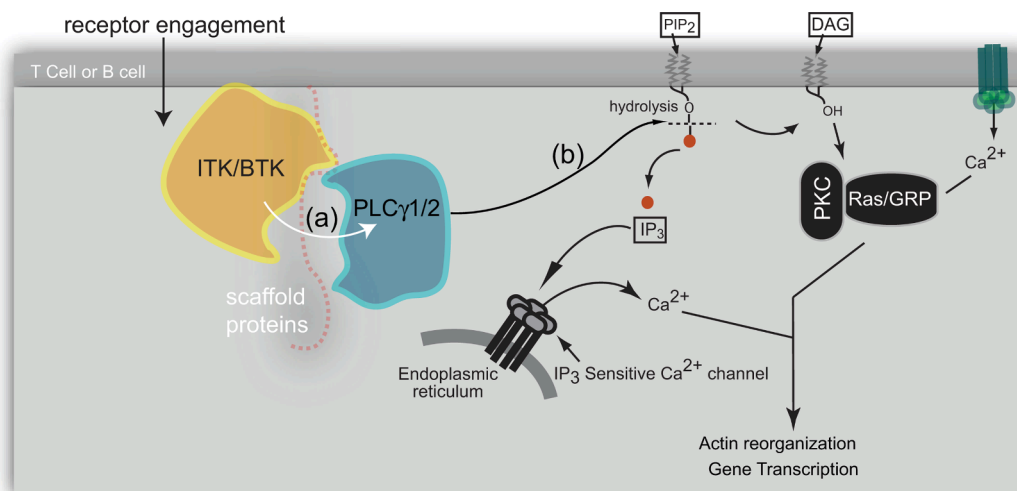 receptor engagement
PIP2
DAG
T Cell or B cell
hydrolysis
O
OH
ITK/BTK
(a)
PLCγ1/2
(b)
PKC
Ras/GRP
Ca2+
IP3
scaffold
proteins
Ca2+
Endoplasmic
reticulum
IP3 Sensitive Ca2+ channel
Actin reorganization
Gene Transcription